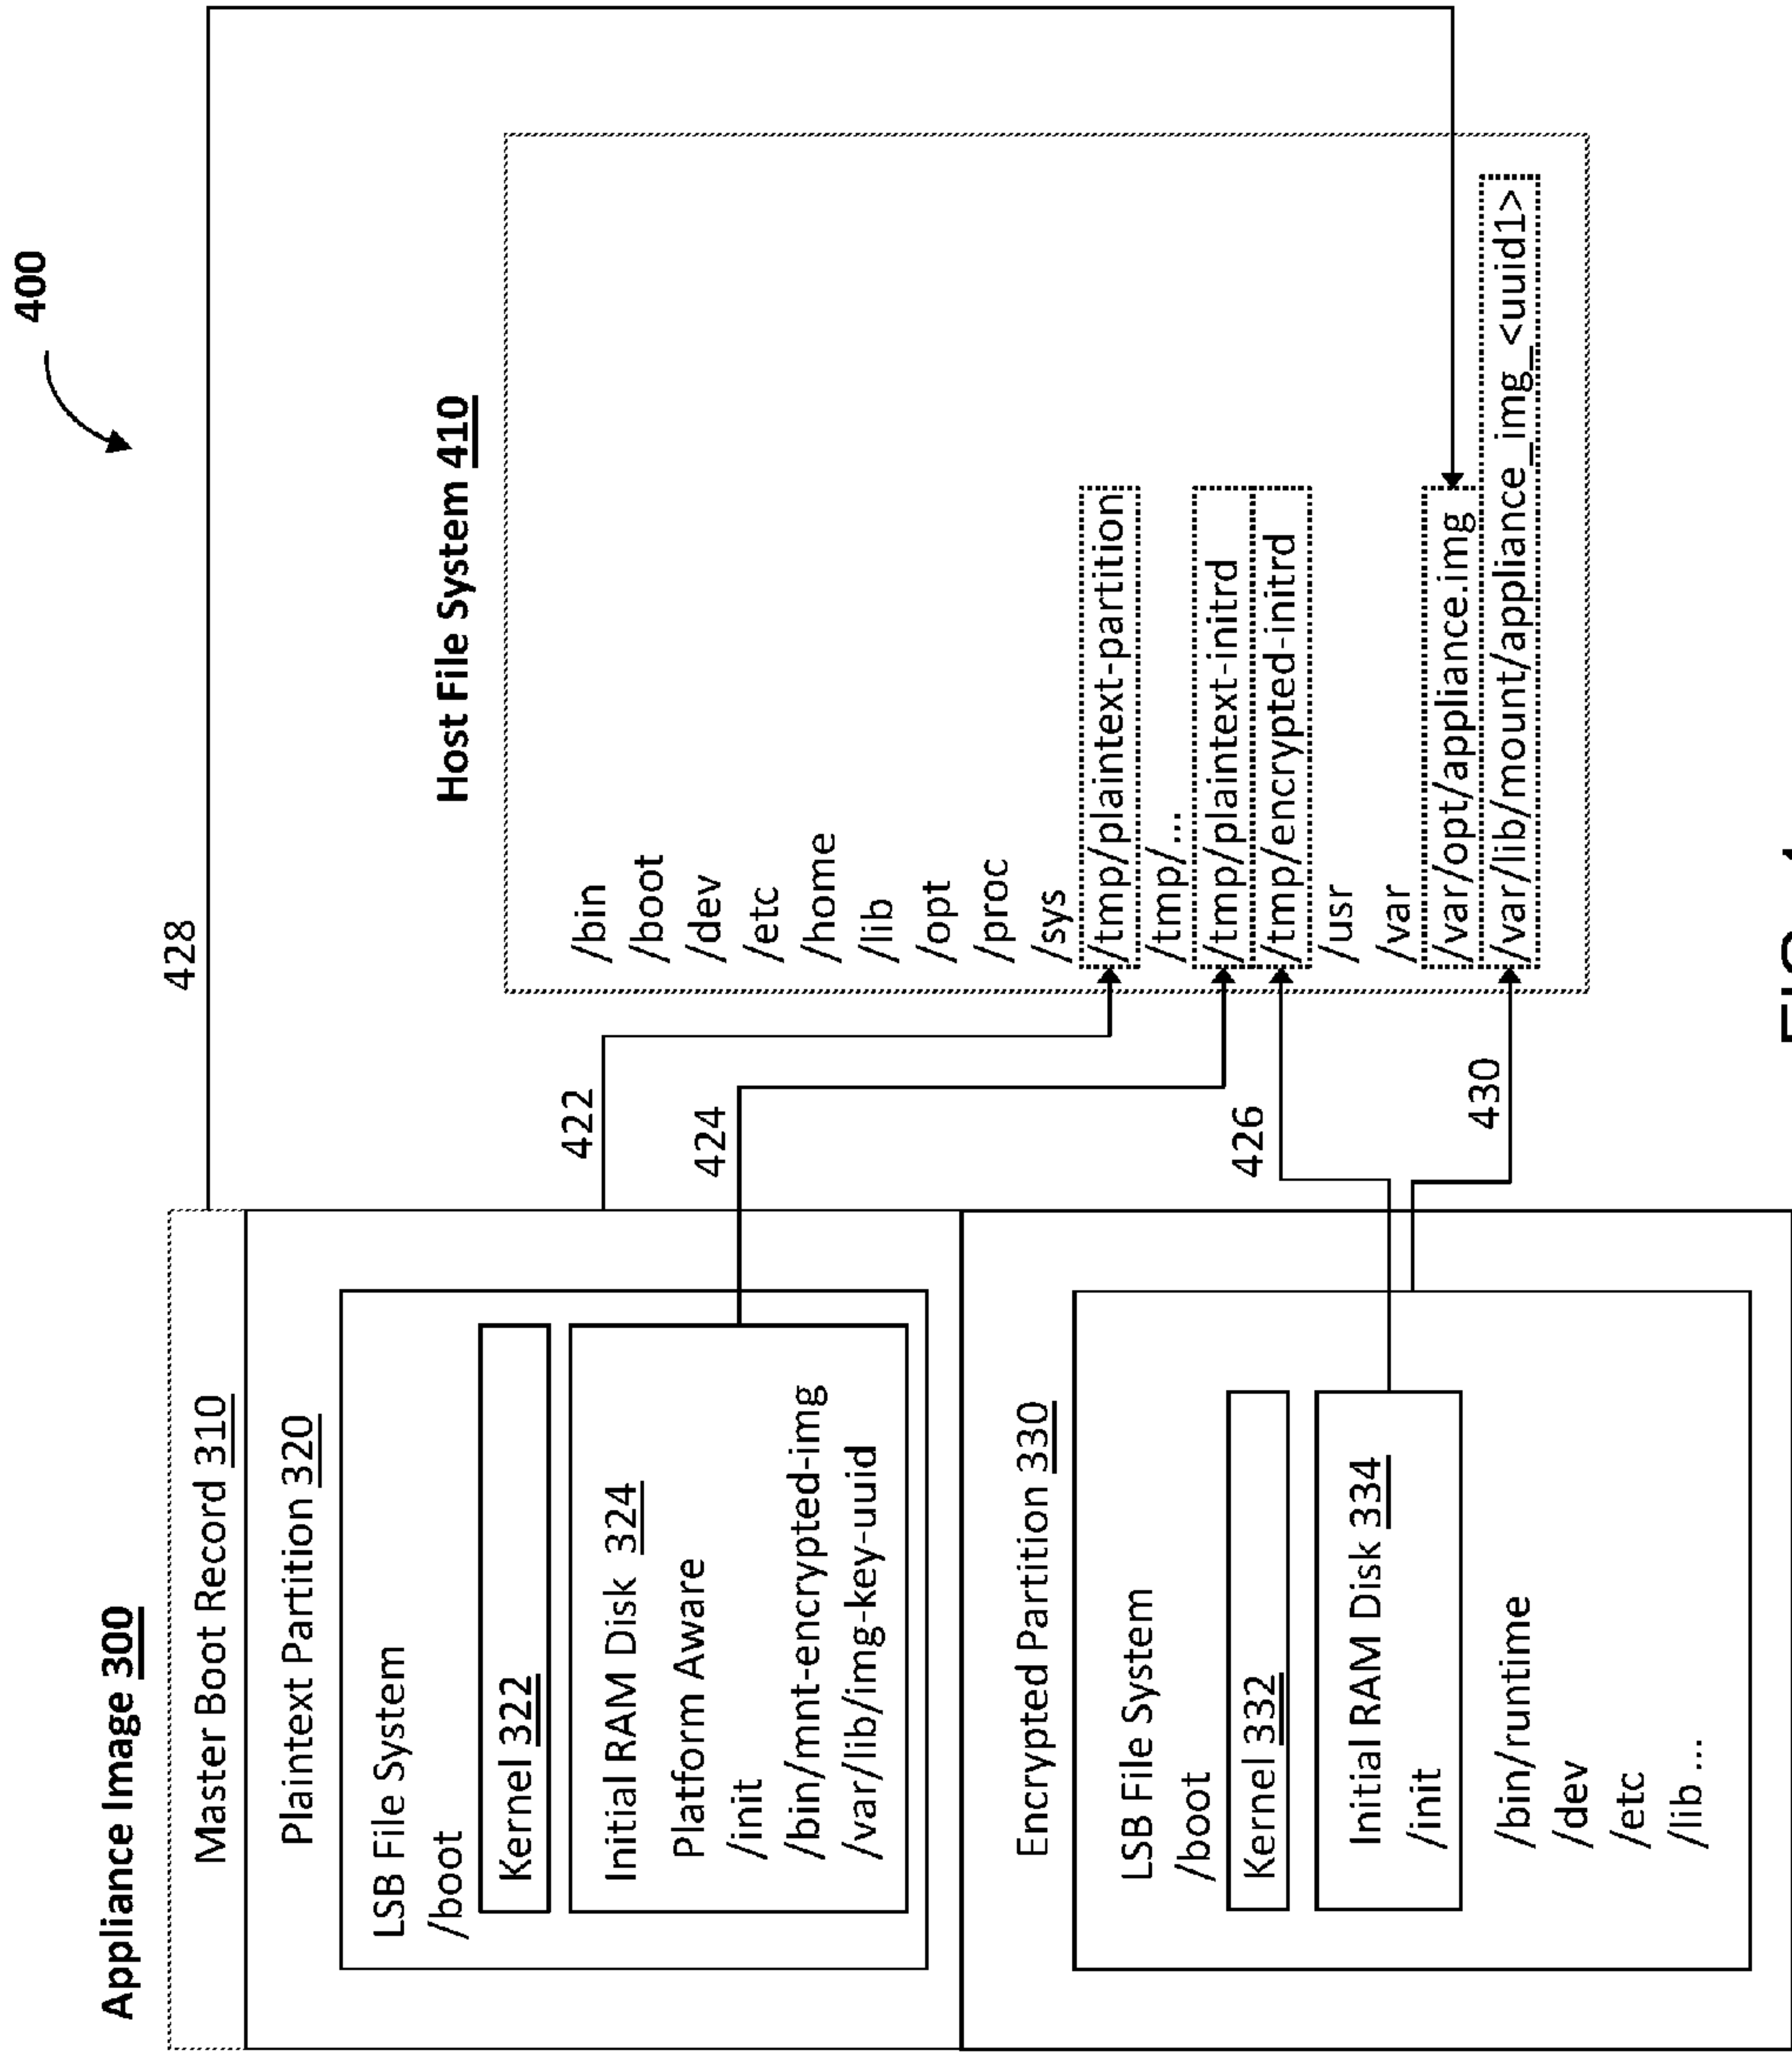 400
Appliance Image 300
Master Boot Record 310
Plaintext Partition 320
LSB File System
/boot
Kernel 322
Initial RAM Disk 324
Platform Aware
/init
/bin/mnt-encrypted-img
/var/lib/img-key-uuid
Encrypted Partition 330
LSB File System
/boot
Kernel 332
Initial RAM Disk 334
/init
/bin/runtime
/dev
/etc
/lib ...
428
422
424
426
430
Host File System 410
/bin
/boot
/dev
/etc
/home
/lib
/opt
/proc
/sys
/tmp/plaintext-partition
/tmp/...
/tmp/plaintext-initrd
/tmp/encrypted-initrd
/usr
/var
/var/opt/appliance.img
/var/lib/mount/appliance_img_<uuid1>